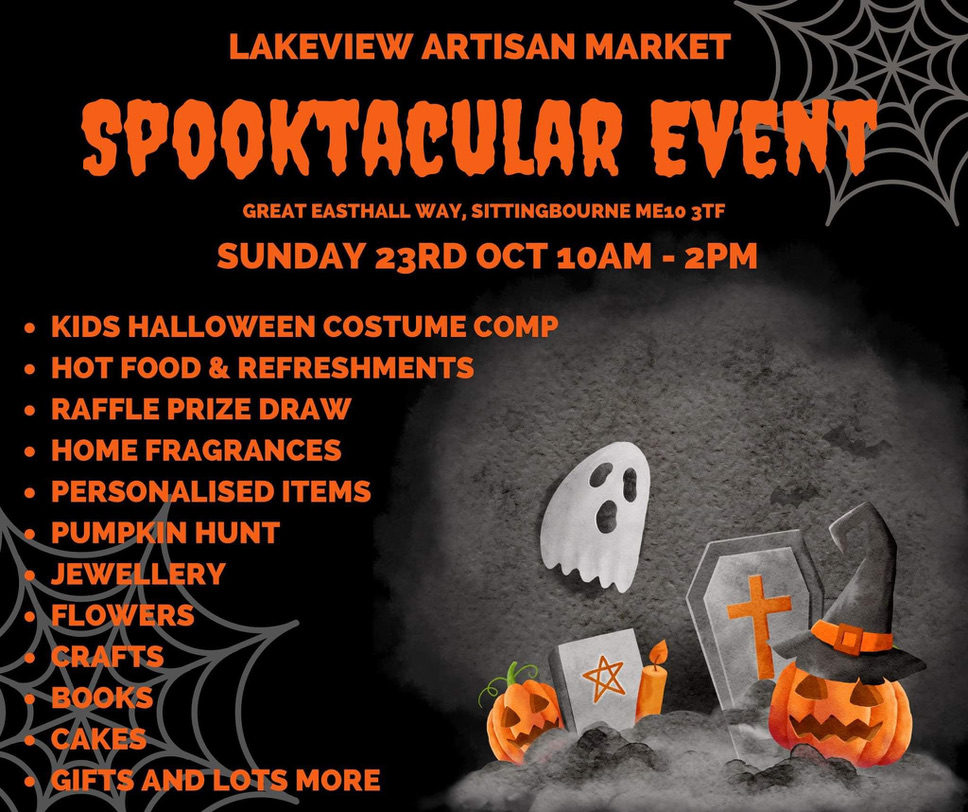 LAKEVIEW ARTISAN MARKET
SPOOKTACULAR EVENT
GREAT EASTHALL WAY, SITTINGBOURNE ME10 3TF
SUNDAY 23RD OCT 10AM - 2PM
• KIDS HALLOWEEN COSTUME COMP
• HOT FOOD & REFRESHMENTS
• RAFFLE PRIZE DRAW
• HOME FRAGRANCES
• PERSONALISED ITEMS
• PUMPKIN HUNT
• JEWELLERY
• FLOWERS
• CRAFTS
• BOOKS
• CAKES
• GIFTS AND LOTS MORE